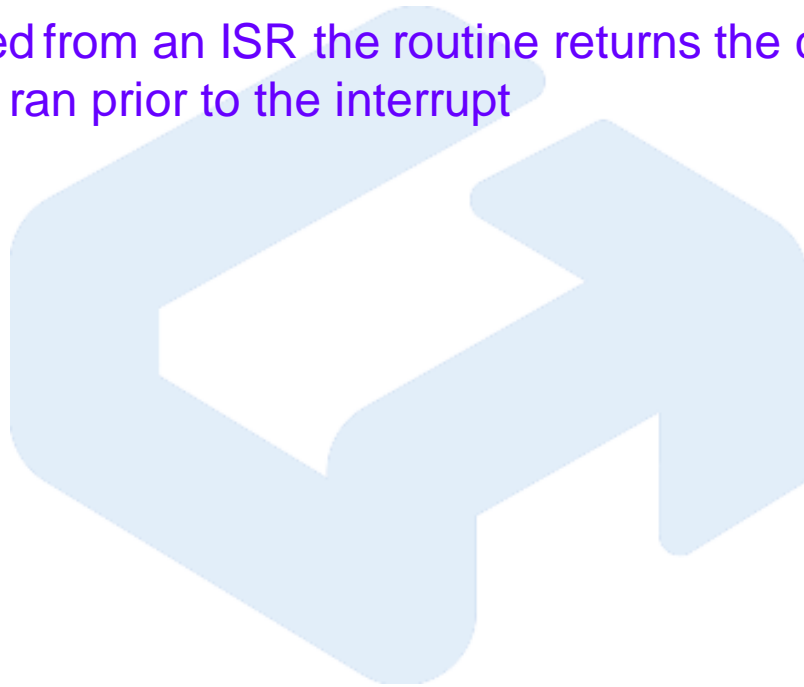 ed from an ISR the routine returns the
ran prior to the interrupt